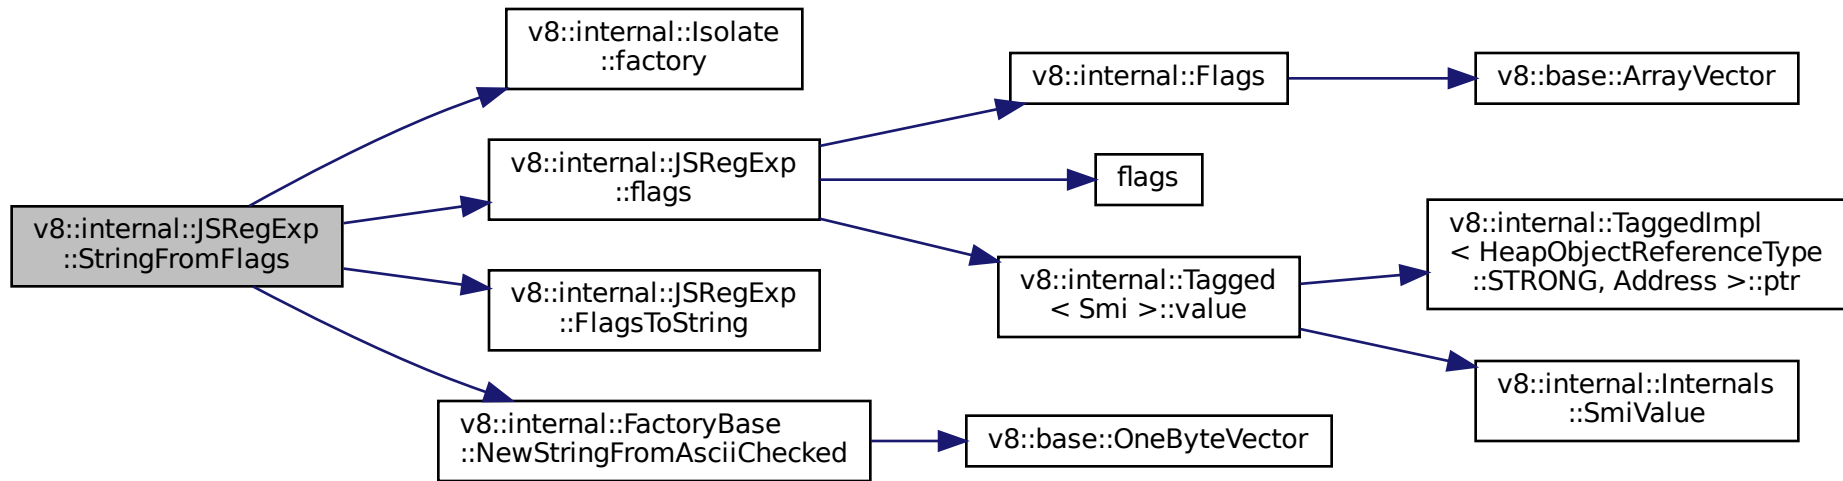 v8::internal::JSRegExp
::StringFromFlags
v8::internal::Isolate
::factory
v8::internal::JSRegExp
::flags
v8::internal::JSRegExp
::FlagsToString
v8::internal::FactoryBase
::NewStringFromAsciiChecked
v8::internal::Flags
flags
v8::internal::Tagged
< Smi >::value
v8::base::OneByteVector
v8::base::ArrayVector
v8::internal::TaggedImpl
< HeapObjectReferenceType
::STRONG, Address >::ptr
v8::internal::Internals
::SmiValue